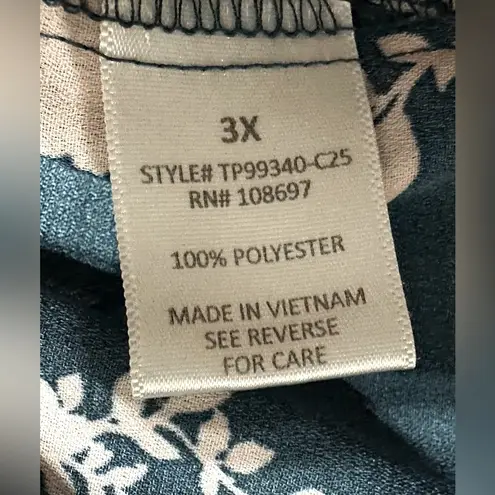 3X
STYLE# TP99340-C25
RN# 108697
100% POLYESTER
MADE IN VIETNAM
SEE REVERSE
FOR CARE